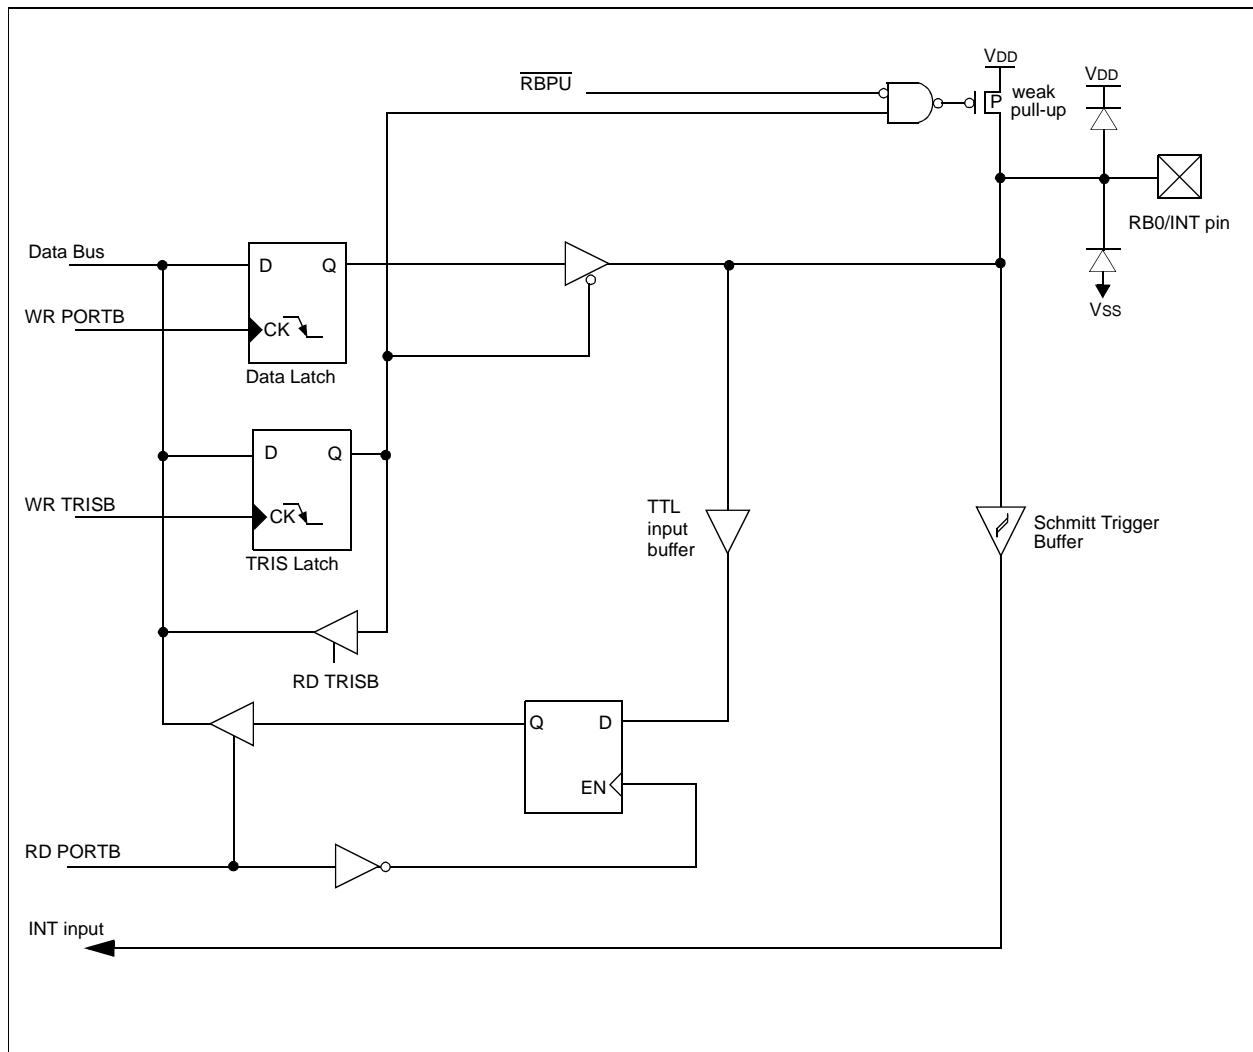 VDD
RBPU
VDD
weak
pull-up
P
RB0/INT pin
Data Bus
D
Q
WR PORTB
CK
VSS
Data Latch
D
Q
WR TRISB
CK
TRIS Latch
TTL
input
buffer
Schmitt Trigger
Buffer
RD TRISB
Q
D
EN
RD PORTB
INT input